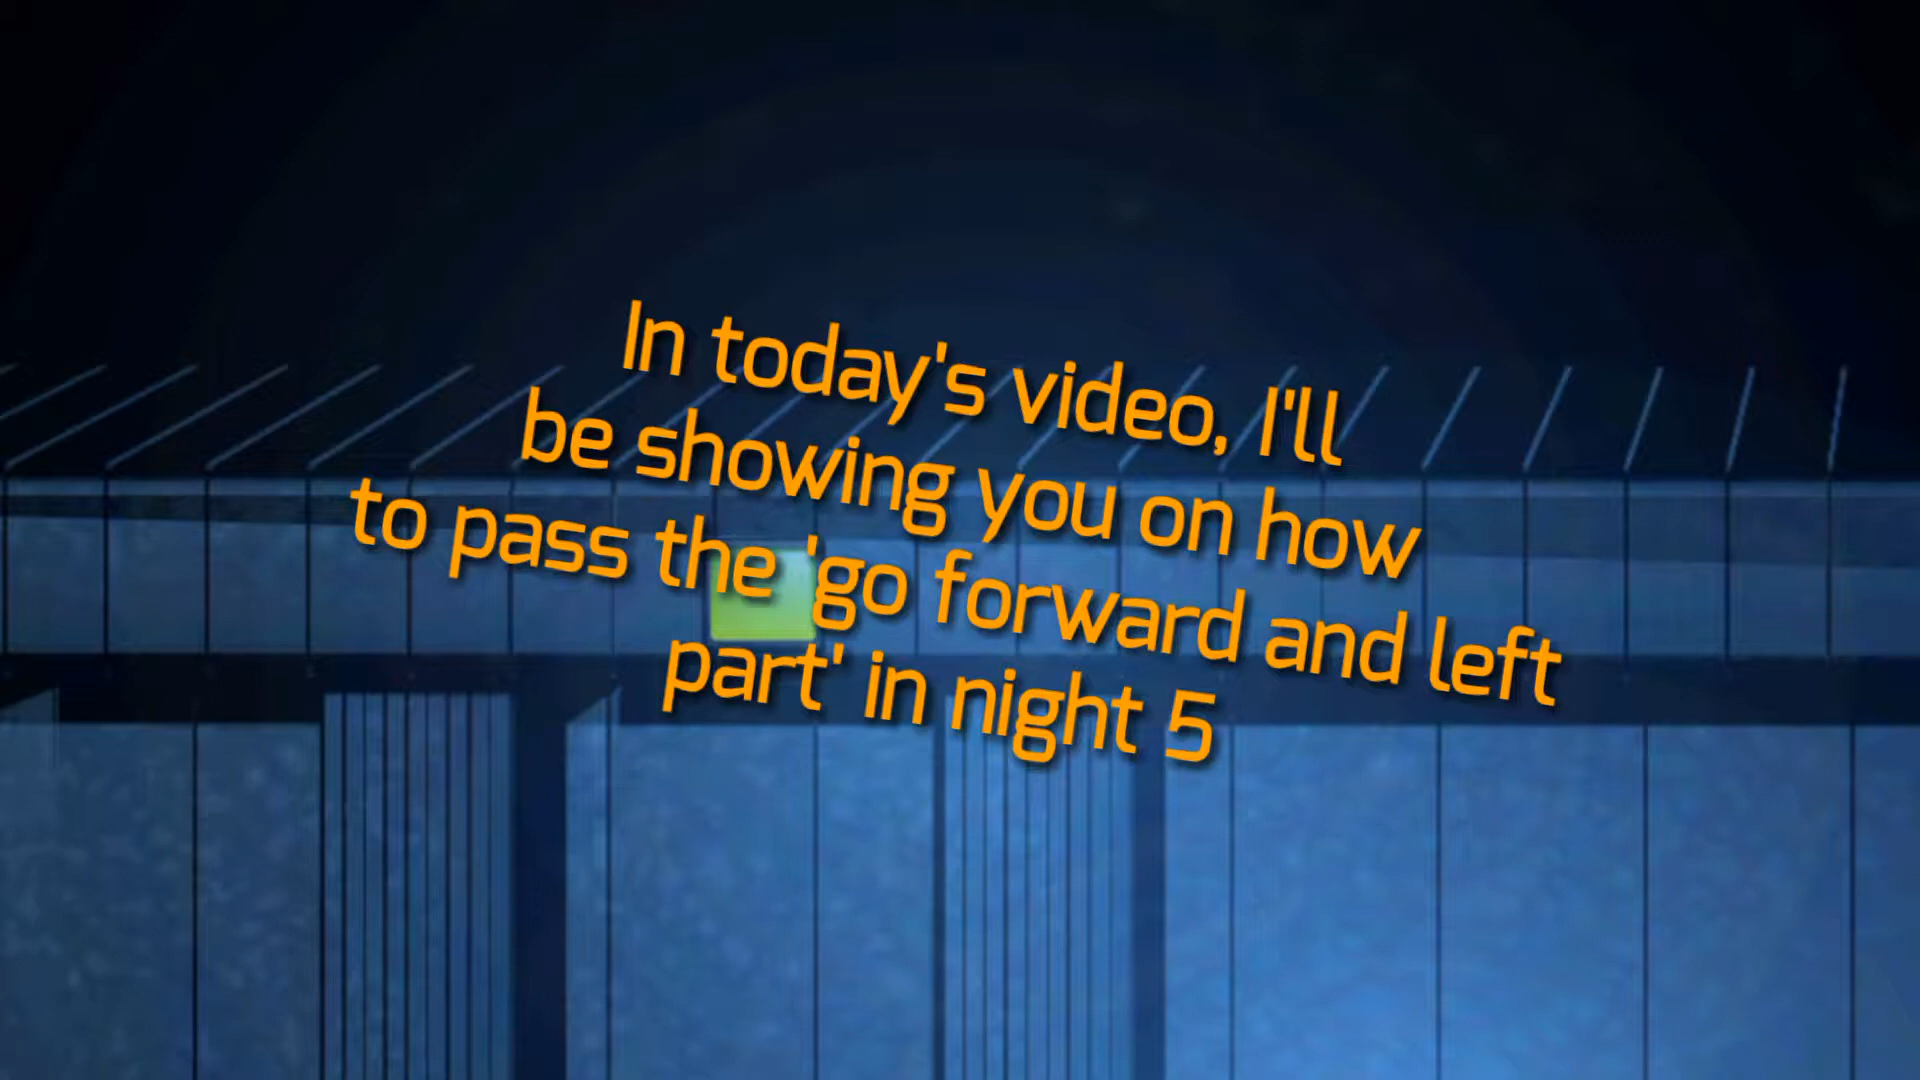 In today's video, I'll
be showing you on how
to pass the 'go forward and left
part' in night 5